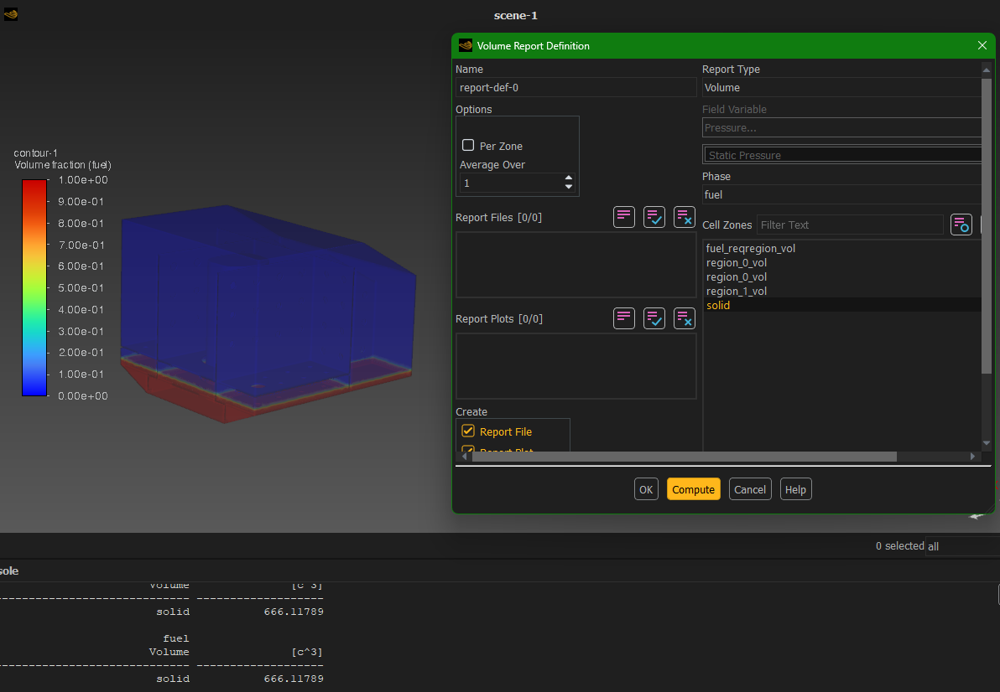 scene-1
contour-1
Volume fraction (fuel)
1.00e+00
9.00e-01
8.00e-01
7.00e-01
6.00e-01
5.00e-01
4.00e-01
3.00e-01
2.00e-01
1.00e-01
0.00e+00
Volume Report Definition
Name
report-def-0
Options
Per Zone
Average Over
1
Report Files [0/0]
Report Plots [0/0]
Create
Report File
Report Plot
Report Type
Volume
Field Variable
Pressure...
Static Pressure
Phase
fuel
Cell Zones Filter Text
fuel_reqregion_vol
region_0_vol
region_0_vol
region_1_vol
solid
OK Compute Cancel Help
0 selected all
sole
Volume [c^3]
-----------------------------
solid 666.11789
fuel
Volume [c^3]
-----------------------------
solid 666.11789